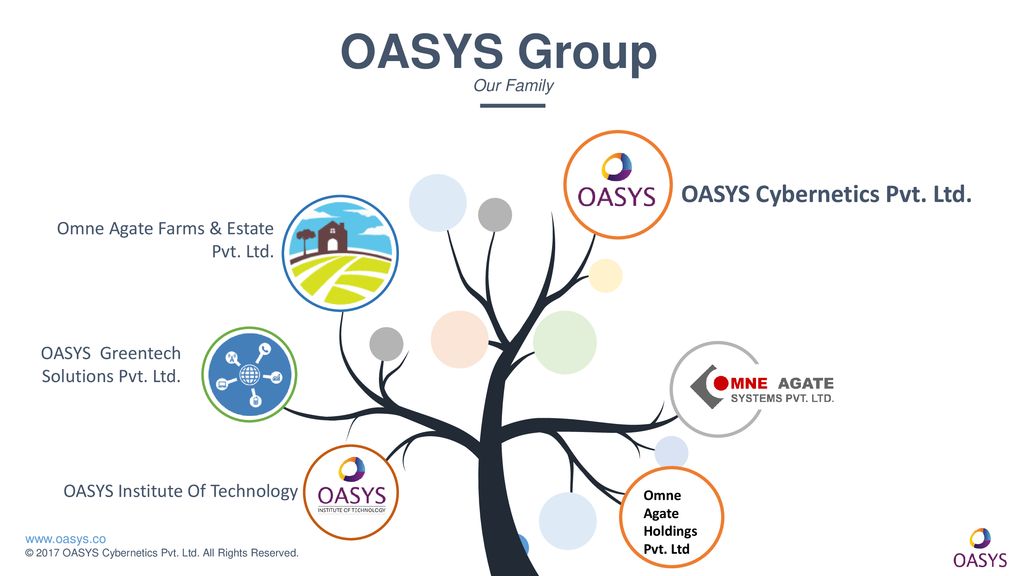 OASYS Group
Our Family
OASYS
OASYS Cybernetics Pvt. Ltd.
Omne Agate Farms & Estate
Pvt. Ltd.
OASYS Greentech
Solutions Pvt. Ltd.
MNE AGATE
SYSTEMS PVT. LTD.
OASYS Institute Of Technology
OASYS
INSTITUTE OF TECHNOLOGY
Omne
Agate
Holdings
Pvt. Ltd
www.oasys.co
© 2017 OASYS Cybernetics Pvt. Ltd. All Rights Reserved.
OASYS